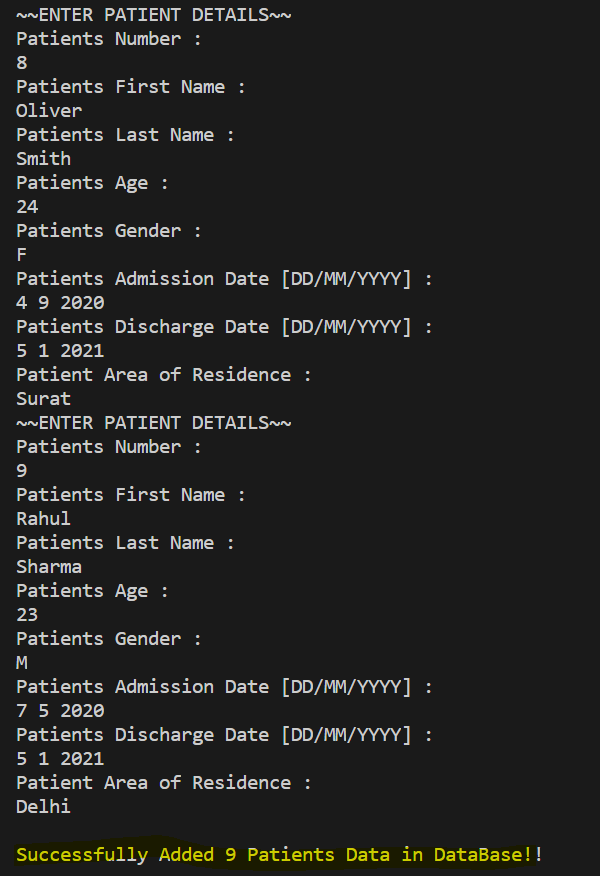 ~~ENTER PATIENT DETAILS~~
Patients Number :
8
Patients First Name :
Oliver
Patients Last Name :
Smith
Patients Age :
24
Patients Gender :
F
Patients Admission Date [DD/MM/YYYY] :
4 9 2020
Patients Discharge Date [DD/MM/YYYY] :
5 1 2021
Patient Area of Residence :
Surat
~~ENTER PATIENT DETAILS~~
Patients Number :
9
Patients First Name :
Rahul
Patients Last Name :
Sharma
Patients Age :
23
Patients Gender :
M
Patients Admission Date [DD/MM/YYYY] :
7 5 2020
Patients Discharge Date [DD/MM/YYYY] :
5 1 2021
Patient Area of Residence :
Delhi
Successfully Added 9 Patients Data in DataBase!!